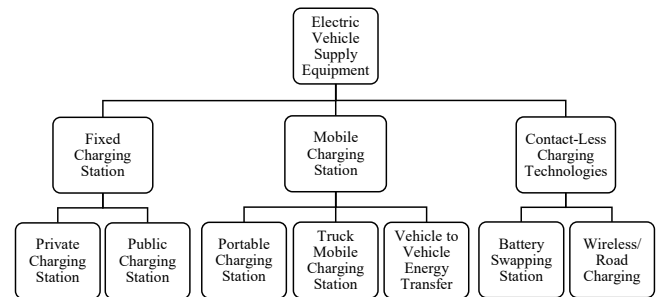 Electric
Vehicle
Supply
Equipment
Fixed
Charging
Station
Mobile
Charging
Station
Contact-Less
Charging
Technologies
Private
Charging
Station
Public
Charging
Station
Portable
Charging
Station
Truck
Mobile
Charging
Station
Vehicle to
Vehicle
Energy
Transfer
Battery
Swapping
Station
Wireless/
Road
Charging